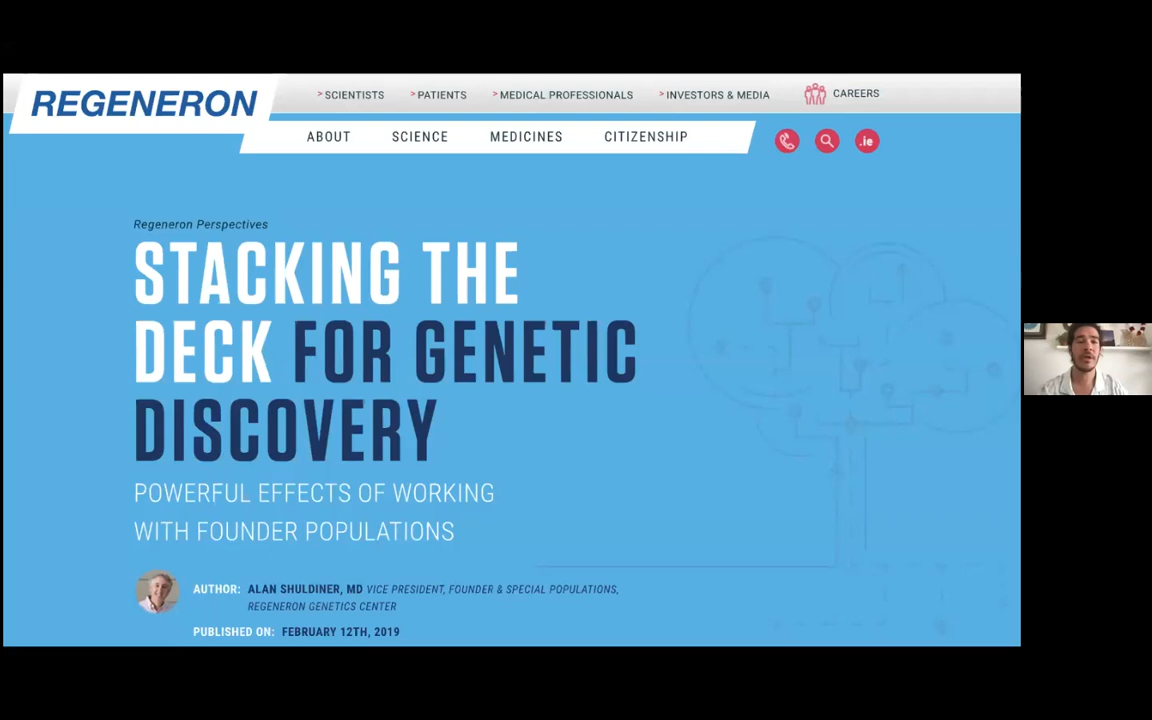 REGENERON
> SCIENTISTS > PATIENTS > MEDICAL PROFESSIONALS > INVESTORS & MEDIA CAREERS
ABOUT SCIENCE MEDICINES CITIZENSHIP .ie
Regeneron Perspectives
STACKING THE
DECK FOR GENETIC
DISCOVERY
POWERFUL EFFECTS OF WORKING
WITH FOUNDER POPULATIONS
AUTHOR: ALAN SHULDINER, MD VICE PRESIDENT, FOUNDER & SPECIAL POPULATIONS,
REGENERON GENETICS CENTER
PUBLISHED ON: FEBRUARY 12TH, 2019